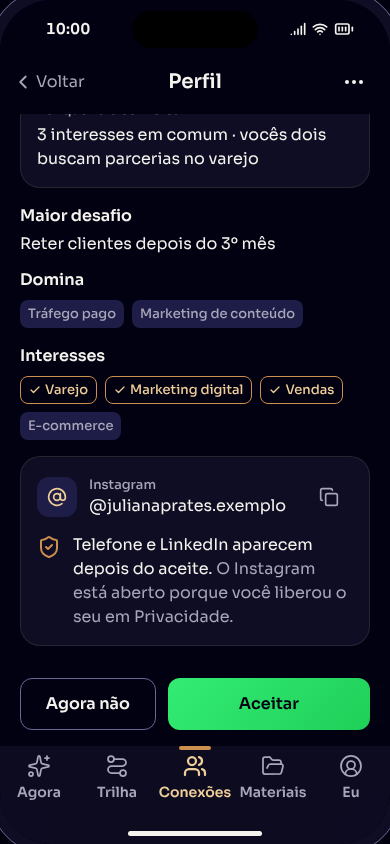 10:00
Voltar
Perfil
3 interesses em comum · vocês dois
buscam parcerias no varejo
Maior desafio
Reter clientes depois do 3º mês
Domina
Tráfego pago
Marketing de conteúdo
Interesses
Varejo
Marketing digital
Vendas
E-commerce
Instagram
@julianaprates.exemplo
Telefone e LinkedIn aparecem
depois do aceite. O Instagram
está aberto porque você liberou o
seu em Privacidade.
Agora não
Aceitar
Agora
Trilha
Conexões
Materiais
Eu